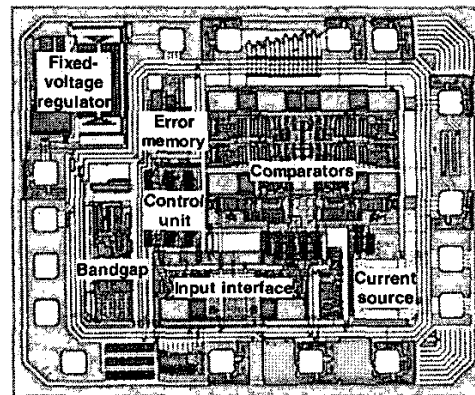 Fixed-
voltage
regulator
Error
memory
Comparators
Control
unit
Bandgap
Input interface
Current
source